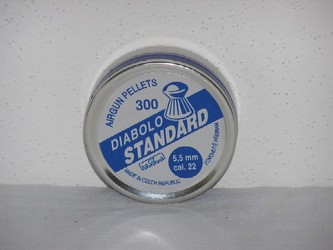 AIRGUN PELLETS
300
DIABOLO
STANDARD
5,5 mm
cal. 22
MADE IN CZECH REPUBLIC